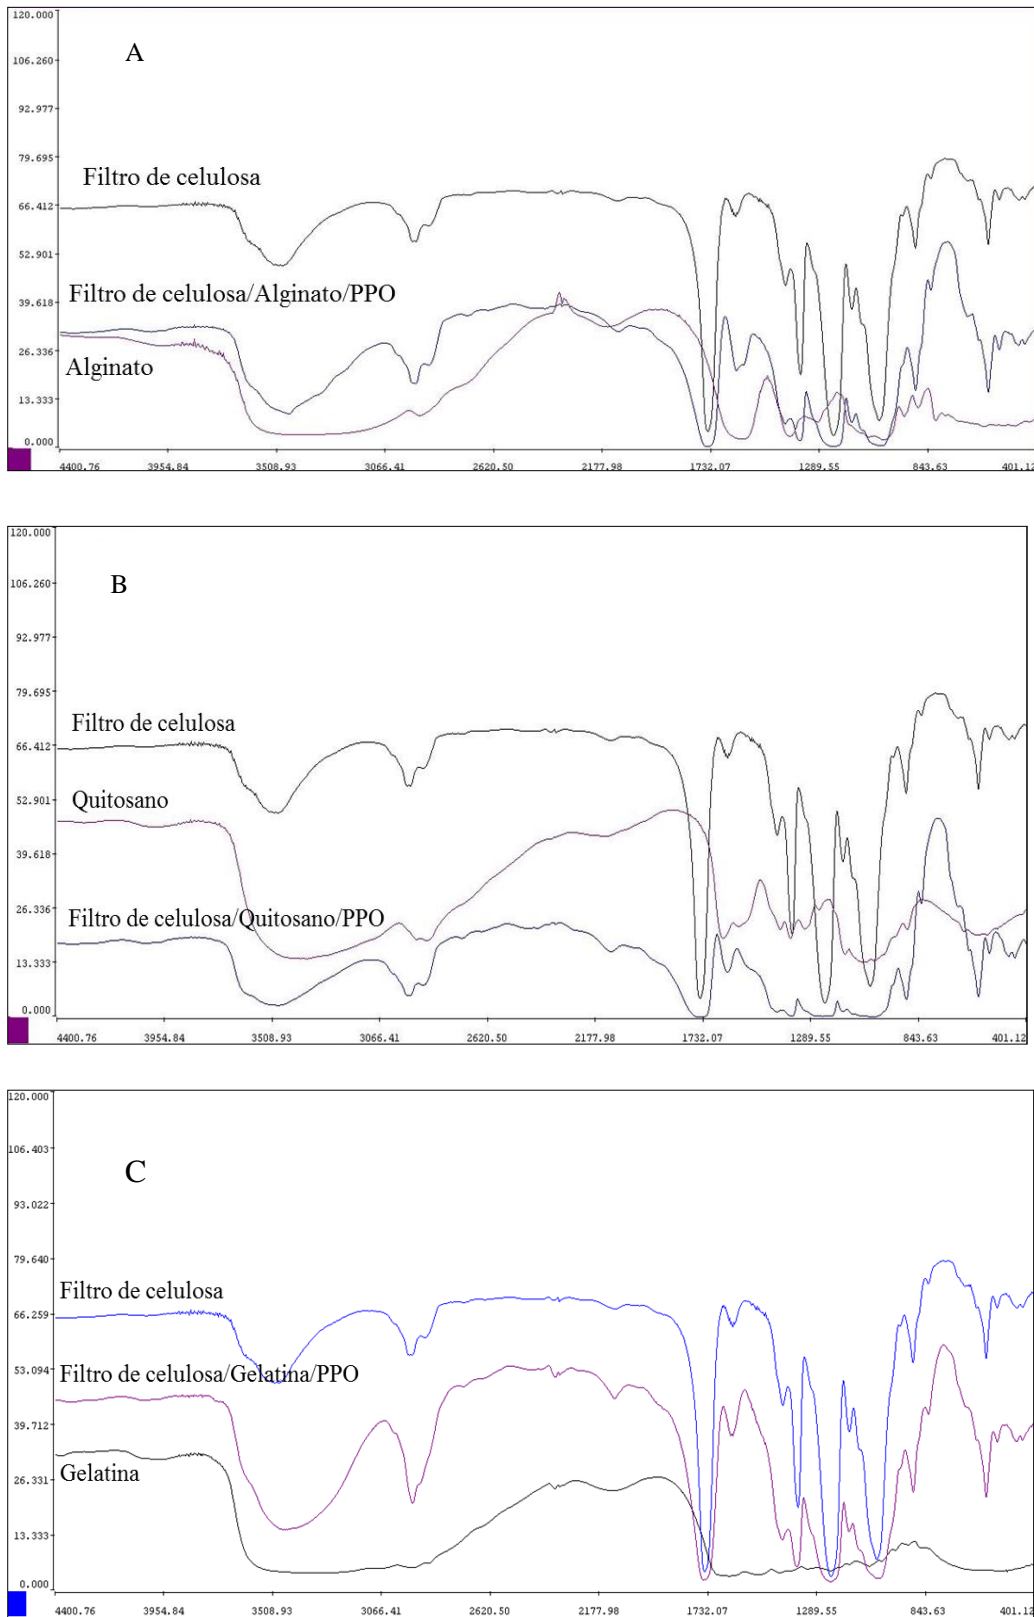 120.000
A
106.260
92.977
79.695
Filtro de celulosa
66.412
52.901
Filtro de celulosa/Alginato/PPO
39.618
26.336
Alginato
13.333
0.000
4400.76 3954.84 3508.93 3066.41 2620.50 2177.98 1732.07 1289.55 843.63 401.12
120.000
B
106.260
92.977
79.695
Filtro de celulosa
66.412
Quitosano
52.901
39.618
26.336
Filtro de celulosa/Quitosano/PPO
13.333
0.000
4400.76 3954.84 3508.93 3066.41 2620.50 2177.98 1732.07 1289.55 843.63 401.12
120.000
106.403
C
93.022
79.640
Filtro de celulosa
66.259
53.094
Filtro de celulosa/Gelatina/PPO
39.712
Gelatina
26.331
13.333
0.000
4400.76 3954.84 3508.93 3066.41 2620.50 2177.98 1732.07 1289.55 843.63 401.12